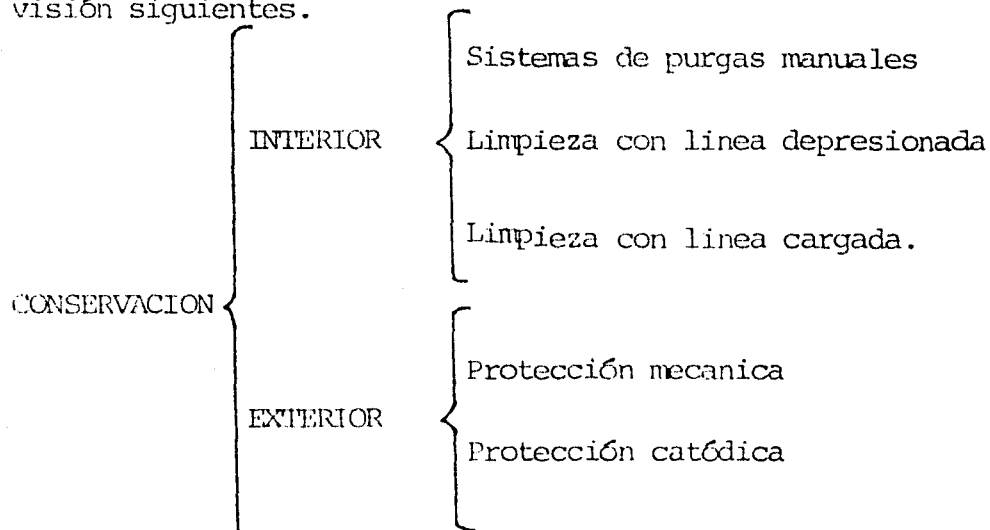 visión siguientes.
Sistemas de purgas manuales
INTERIOR
Limpieza con linea depresionada
Limpieza con linea cargada.
CONSERVACION
Protección mecanica
EXTERIOR
Protección catódica